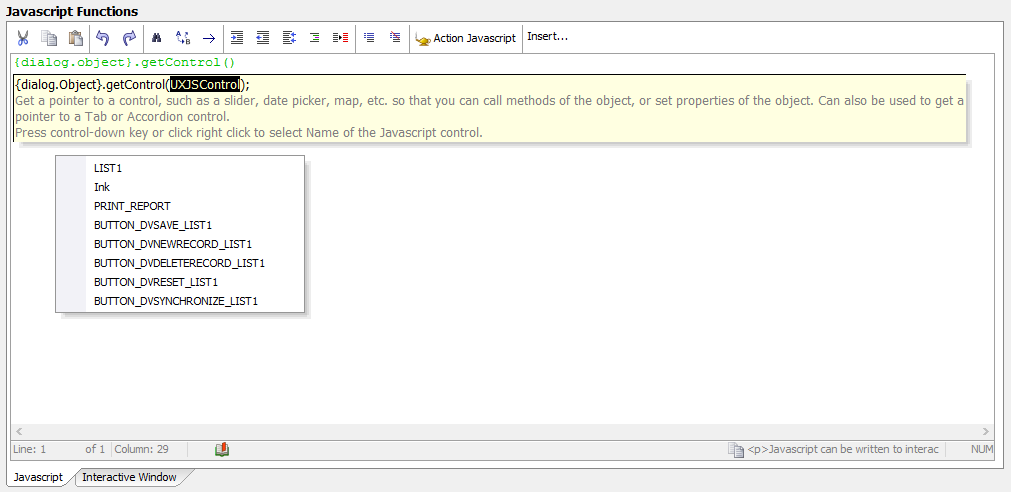 Javascript Functions
Action Javascript Insert...
{dialog.object}.getControl()
{dialog.Object}.getControl(UXJSControl);
Get a pointer to a control, such as a slider, date picker, map, etc. so that you can call methods of the object, or set properties of the object. Can also be used to get a
pointer to a Tab or Accordion control.
Press control-down key or click right click to select Name of the Javascript control.
LIST1
Ink
PRINT_REPORT
BUTTON_DVSAVE_LIST1
BUTTON_DVNEWRECORD_LIST1
BUTTON_DVDELETERECORD_LIST1
BUTTON_DVRESET_LIST1
BUTTON_DVSYNCHRONIZE_LIST1
Line: 1 of 1 Column: 29 <p>Javascript can be written to interac NUM
Javascript Interactive Window